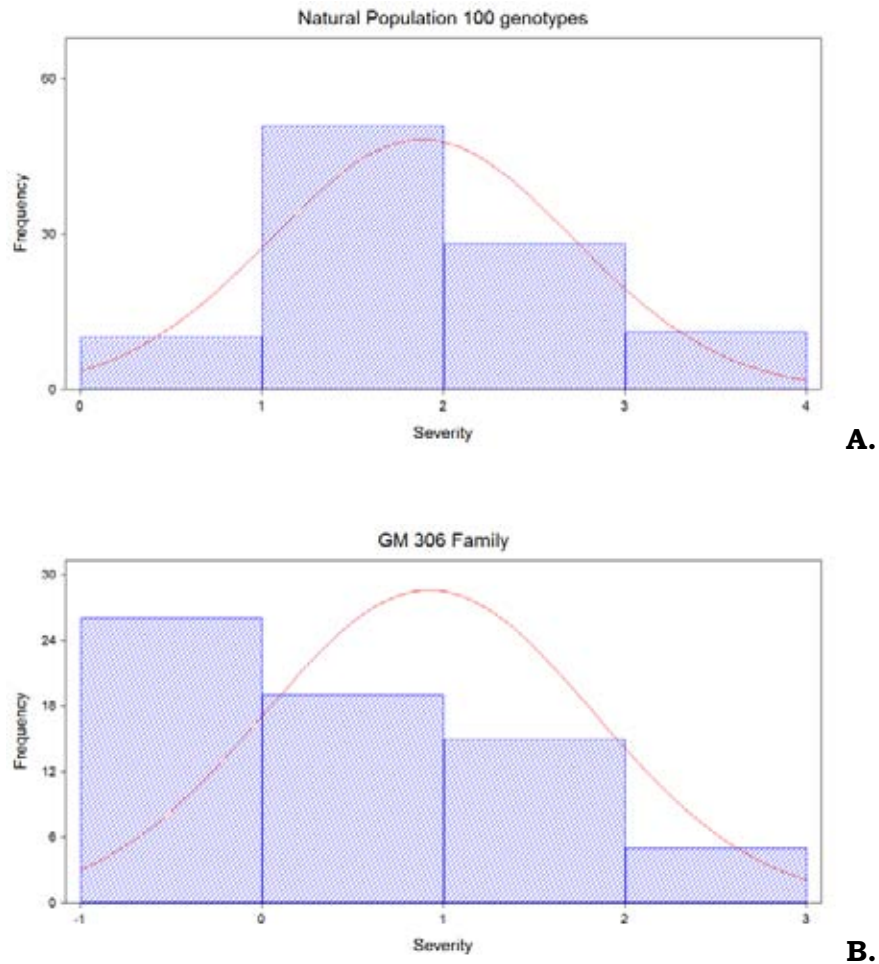 Natural Population 100 genotypes
60
30
0
Frequency
0 1 2 3 4
Severity
A.
GM 306 Family
30
24
18
12
6
0
Frequency
-1 0 1 2 3
Severity
B.